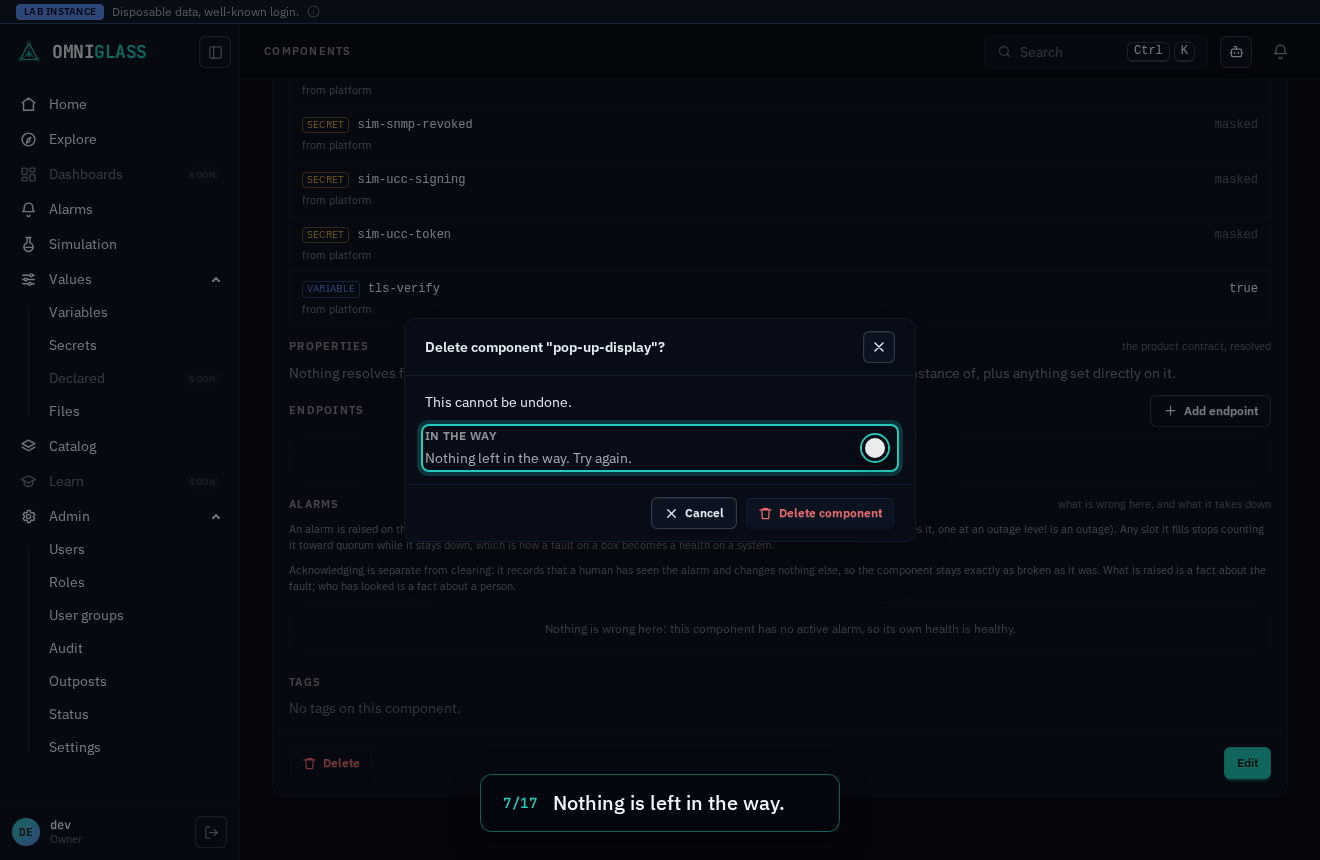 LAB INSTANCE Disposable data, well-known login.
OMNIGLASS
COMPONENTS
Search Ctrl K
Home
Explore
Dashboards SOON
Alarms
Simulation
Values
Variables
Secrets
Declared SOON
Files
Catalog
Learn SOON
Admin
Users
Roles
User groups
Audit
Outposts
Status
Settings
DE dev
Owner
from platform
SECRET sim-snmp-revoked masked
from platform
SECRET sim-ucc-signing masked
from platform
SECRET sim-ucc-token masked
from platform
VARIABLE tls-verify true
from platform
PROPERTIES the product contract, resolved
Nothing resolves f stance of, plus anything set directly on it.
ENDPOINTS Add endpoint
Delete component "pop-up-display"?
This cannot be undone.
IN THE WAY
Nothing left in the way. Try again.
Cancel Delete component
ALARMS what is wrong here, and what it takes down
An alarm is raised on th s it, one at an outage level is an outage). Any slot it fills stops counting
it toward quorum while it stays down, which is how a fault on a box becomes a health on a system.
Acknowledging is separate from clearing: it records that a human has seen the alarm and changes nothing else, so the component stays exactly as broken as it was. What is raised is a fact about the
fault; who has looked is a fact about a person.
Nothing is wrong here: this component has no active alarm, so its own health is healthy.
TAGS
No tags on this component.
Delete Edit
7/17 Nothing is left in the way.